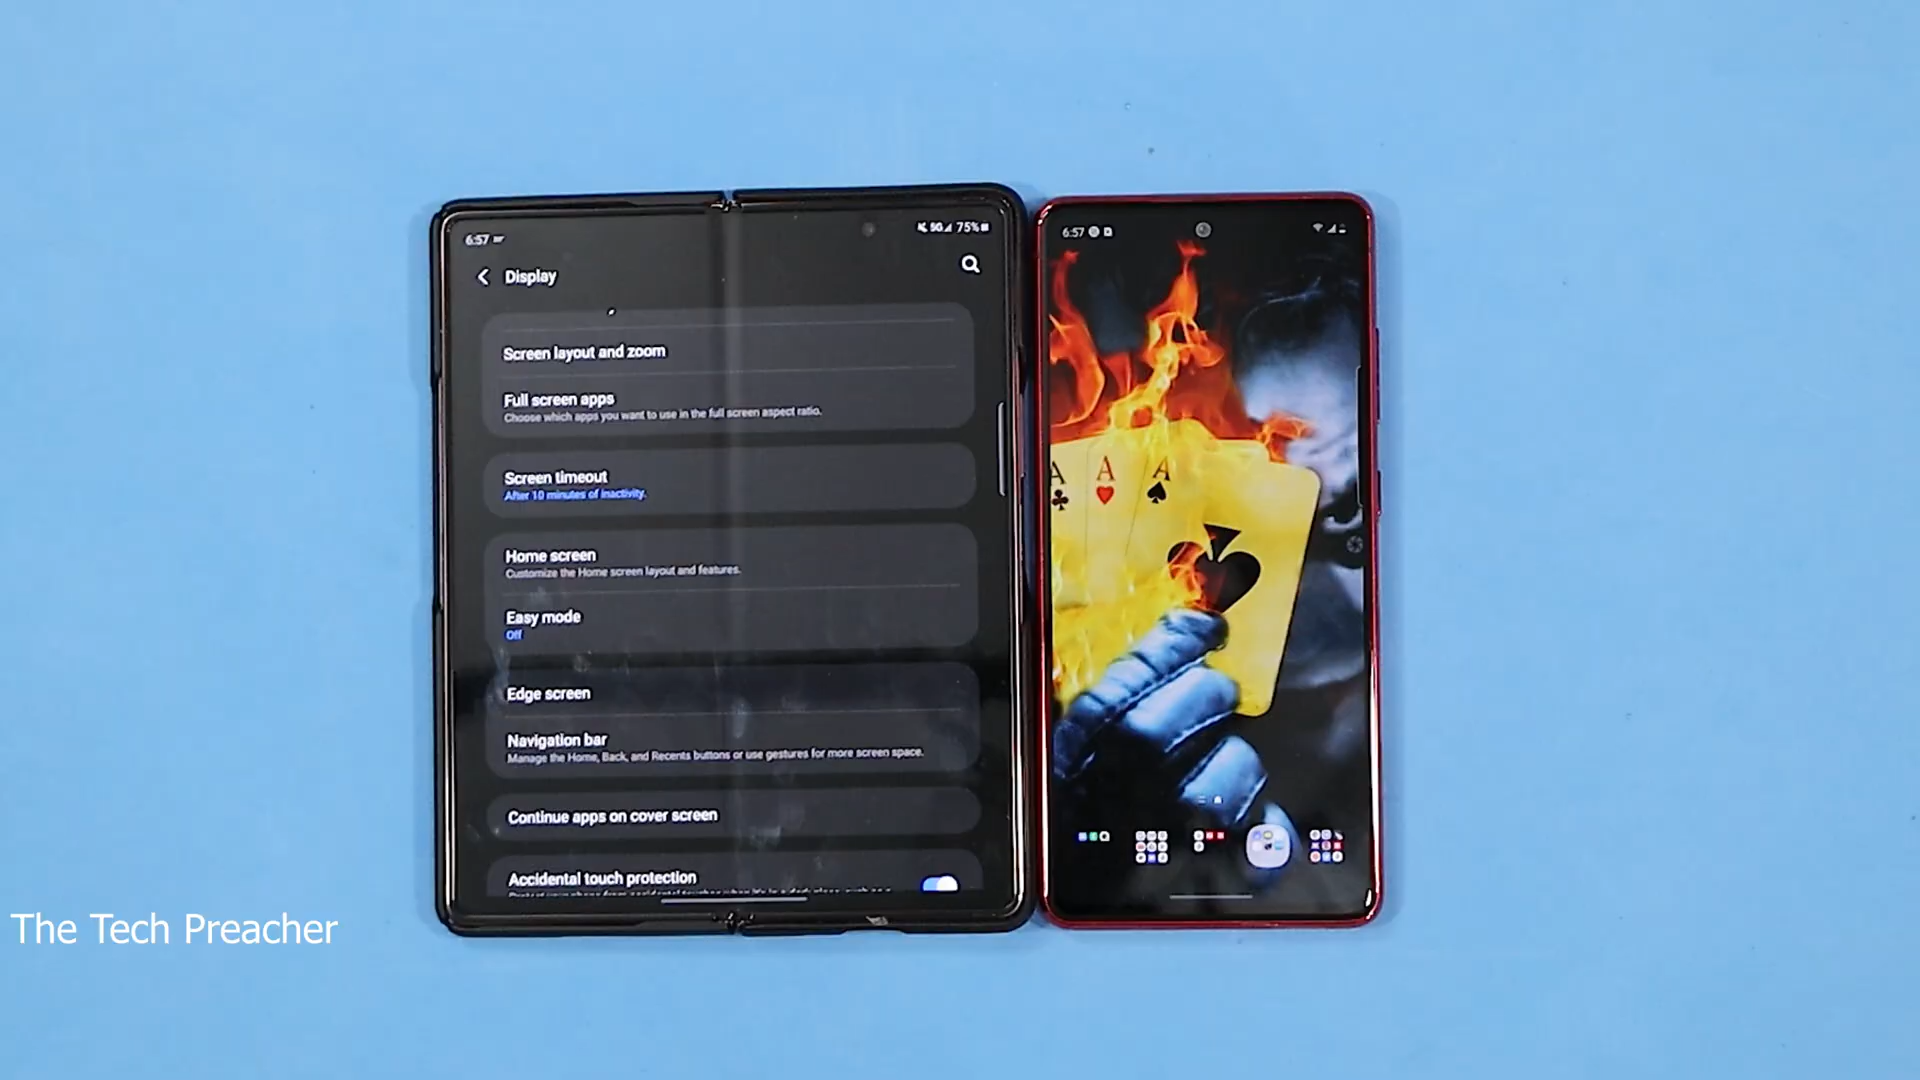 6:57
5G 75%
Display
Screen layout and zoom
Full screen apps
Choose which apps you want to use in the full screen aspect ratio.
Screen timeout
After 10 minutes of inactivity.
Home screen
Customize the Home screen layout and features.
Easy mode
Off
Edge screen
Navigation bar
Manage the Home, Back, and Recents buttons or use gestures for more screen space.
Continue apps on cover screen
Accidental touch protection
6:57
A A A
The Tech Preacher